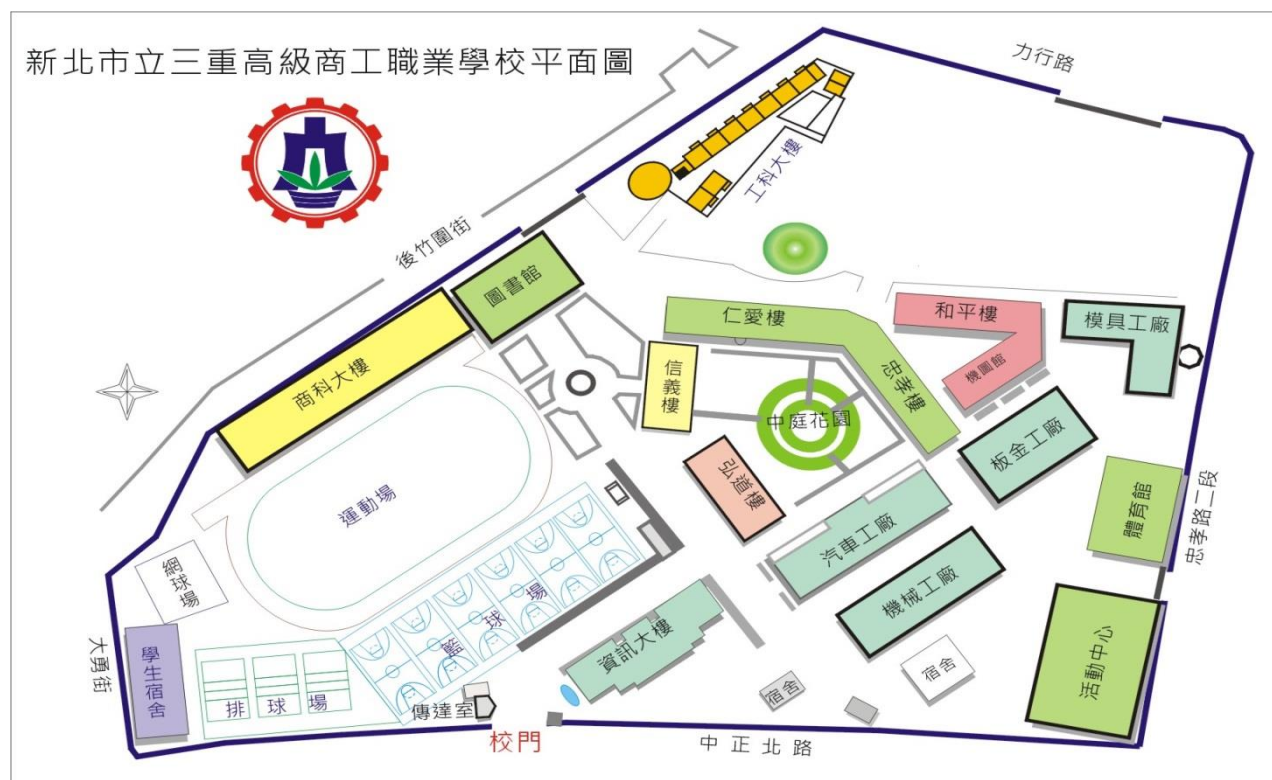 新北市立三重高級商工職業學校平面圖
力行路
工科大樓
後竹圍街
圖書館
商科大樓
仁愛樓
和平樓
模具工廠
信義樓
忠孝樓
機圖館
中庭花園
板金工廠
弘道樓
運動場
體育館
忠孝路二段
汽車工廠
網球場
機械工廠
籃球場
大勇街
學生宿舍
資訊大樓
活動中心
宿舍
宿舍
排球場
傳達室
校門
中正北路